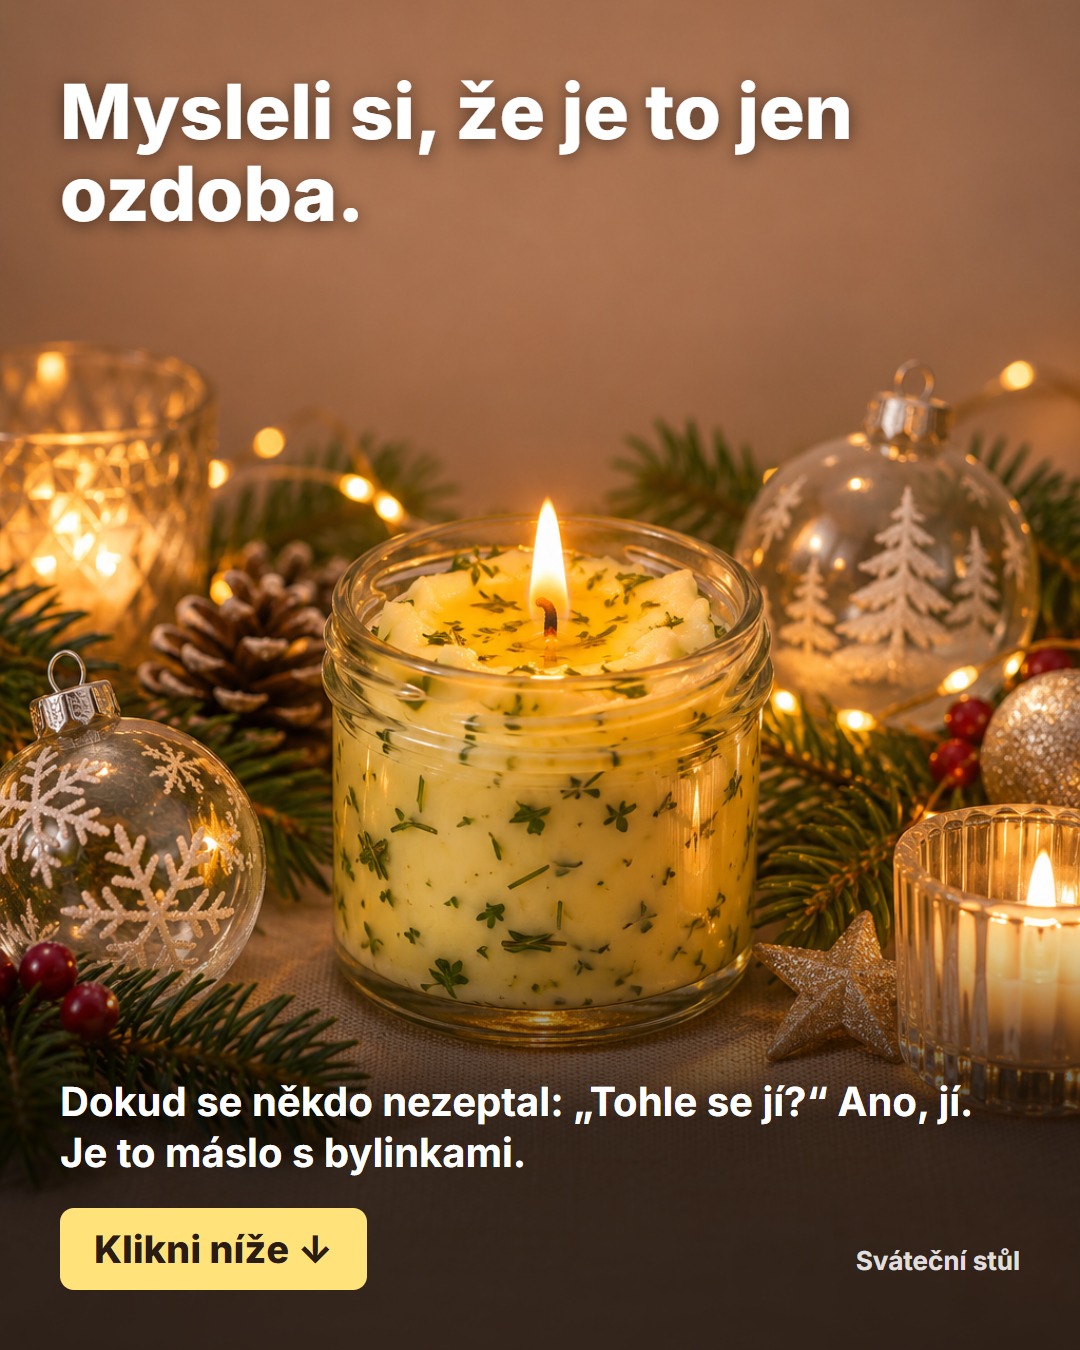 Mysleli si, že je to jen
ozdoba.
Dokud se někdo nezeptal: „Tohle se jí?“ Ano, jí.
Je to máslo s bylinkami.
Klikni níže ↓
Sváteční stůl